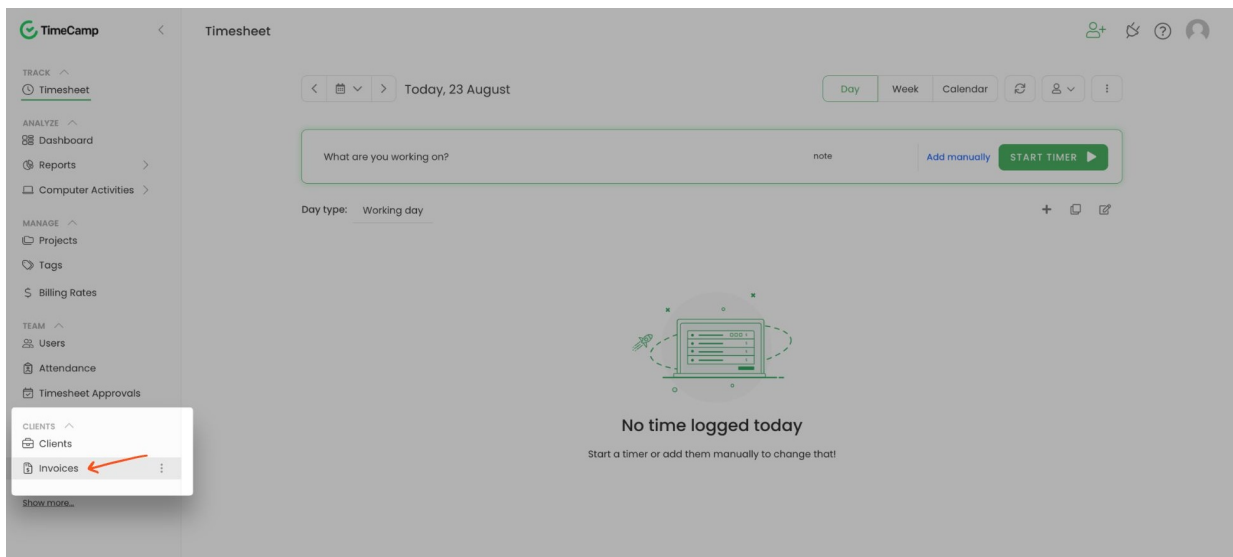 TimeCamp
Timesheet
TRACK
Timesheet
ANALYZE
Dashboard
Reports
Computer Activities
MANAGE
Projects
Tags
Billing Rates
TEAM
Users
Attendance
Timesheet Approvals
CLIENTS
Clients
Invoices
Show more...
Today, 23 August
Day Week Calendar
What are you working on? note Add manually START TIMER
Day type: Working day
No time logged today
Start a timer or add them manually to change that!